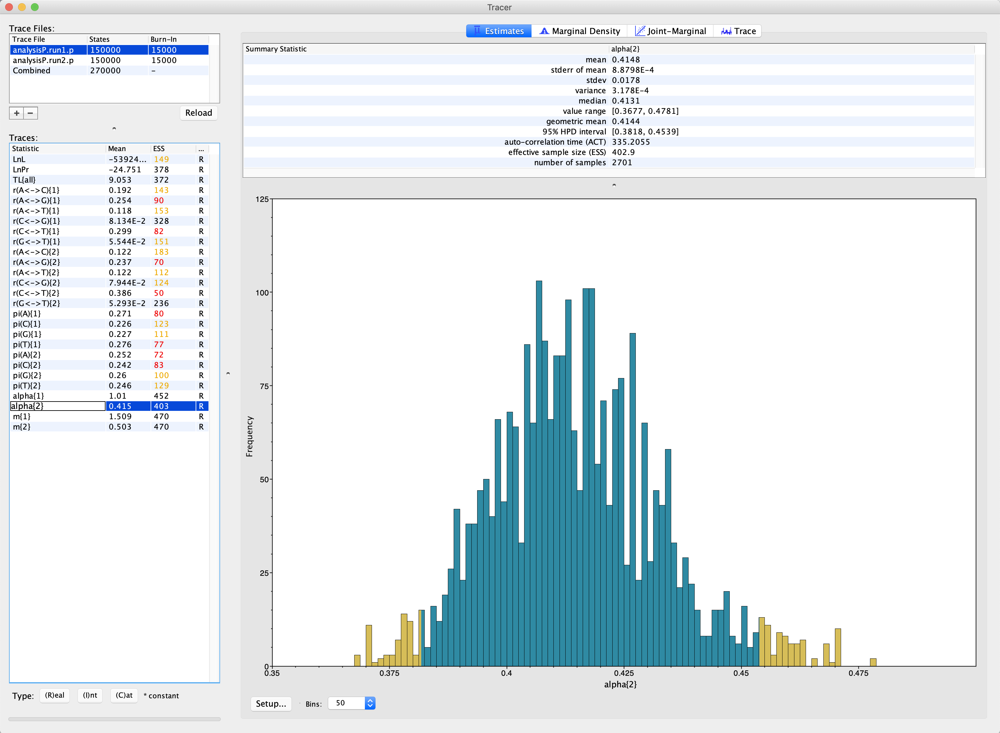 Tracer
Trace Files:
Trace File States Burn-In
analysisP.run1.p 150000 15000
analysisP.run2.p 150000 15000
Combined 270000 -
+ − Reload
Traces:
Statistic Mean ESS ...
LnL -53924... 149 R
LnPr -24.751 378 R
TL{all} 9.053 372 R
r(A<->C){1} 0.192 143 R
r(A<->G){1} 0.254 90 R
r(A<->T){1} 0.118 153 R
r(C<->G){1} 8.134E-2 328 R
r(C<->T){1} 0.299 82 R
r(G<->T){1} 5.544E-2 151 R
r(A<->C){2} 0.122 183 R
r(A<->G){2} 0.237 70 R
r(A<->T){2} 0.122 112 R
r(C<->G){2} 7.944E-2 124 R
r(C<->T){2} 0.386 50 R
r(G<->T){2} 5.293E-2 236 R
pi(A){1} 0.271 80 R
pi(C){1} 0.226 123 R
pi(G){1} 0.227 111 R
pi(T){1} 0.276 77 R
pi(A){2} 0.252 72 R
pi(C){2} 0.242 83 R
pi(G){2} 0.26 100 R
pi(T){2} 0.246 129 R
alpha{1} 1.01 452 R
alpha{2} 0.415 403 R
m{1} 1.509 470 R
m{2} 0.503 470 R
Type: (R)eal (I)nt (C)at * constant
Estimates Marginal Density Joint-Marginal Trace
Summary Statistic alpha{2}
mean 0.4148
stderr of mean 8.8798E-4
stdev 0.0178
variance 3.178E-4
median 0.4131
value range [0.3677, 0.4781]
geometric mean 0.4144
95% HPD interval [0.3818, 0.4539]
auto-correlation time (ACT) 335.2055
effective sample size (ESS) 402.9
number of samples 2701
125
100
75
50
25
0
Frequency
0.35 0.375 0.4 0.425 0.45 0.475
alpha{2}
Setup... Bins: 50